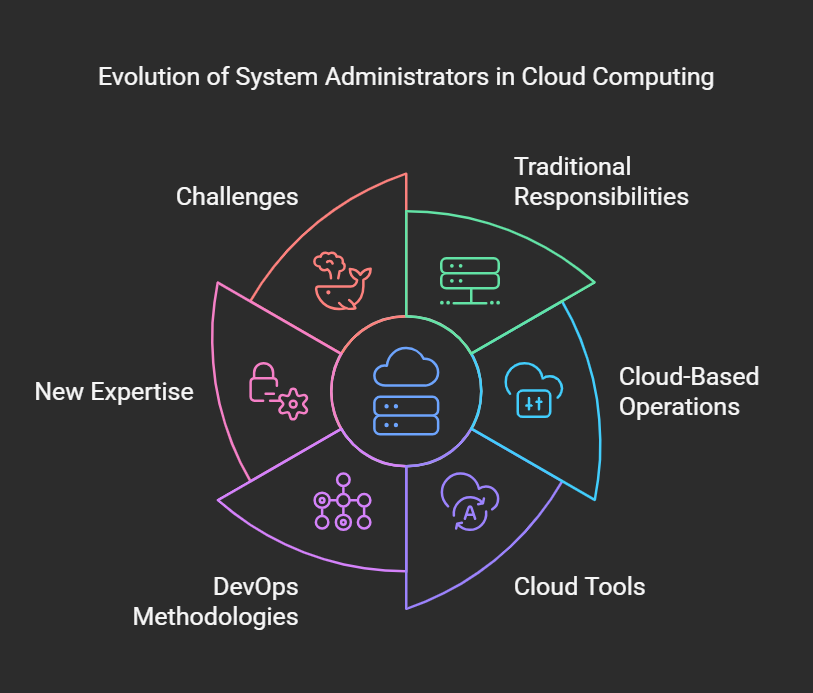 Evolution of System Administrators in Cloud Computing
Traditional
Responsibilities
Challenges
Cloud-Based
Operations
New Expertise
A
Cloud Tools
DevOps
Methodologies